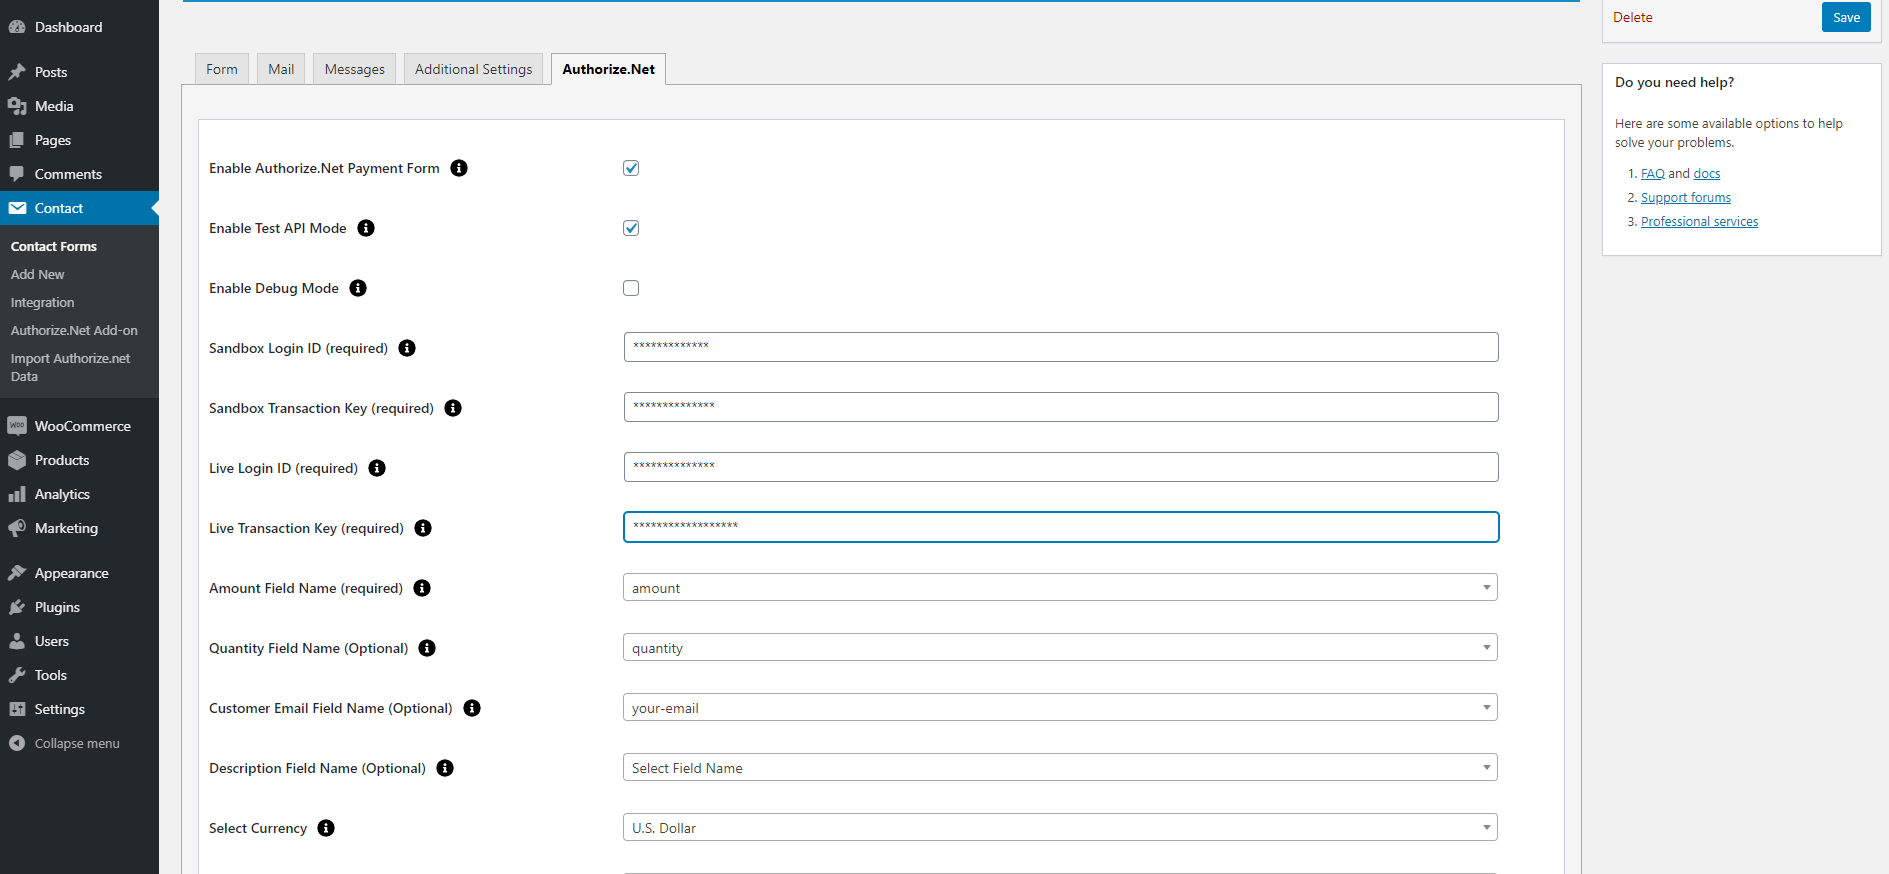 Dashboard
Posts
Media
Pages
Comments
Contact
Contact Forms
Add New
Integration
Authorize.Net Add-on
Import Authorize.net
Data
WooCommerce
Products
Analytics
Marketing
Appearance
Plugins
Users
Tools
Settings
Collapse menu
Form Mail Messages Additional Settings Authorize.Net
Enable Authorize.Net Payment Form
Enable Test API Mode
Enable Debug Mode
Sandbox Login ID (required) *************
Sandbox Transaction Key (required) **************
Live Login ID (required) **************
Live Transaction Key (required) ******************
Amount Field Name (required) amount
Quantity Field Name (Optional) quantity
Customer Email Field Name (Optional) your-email
Description Field Name (Optional) Select Field Name
Select Currency U.S. Dollar
Delete Save
Do you need help?
Here are some available options to help
solve your problems.
1. FAQ and docs
2. Support forums
3. Professional services